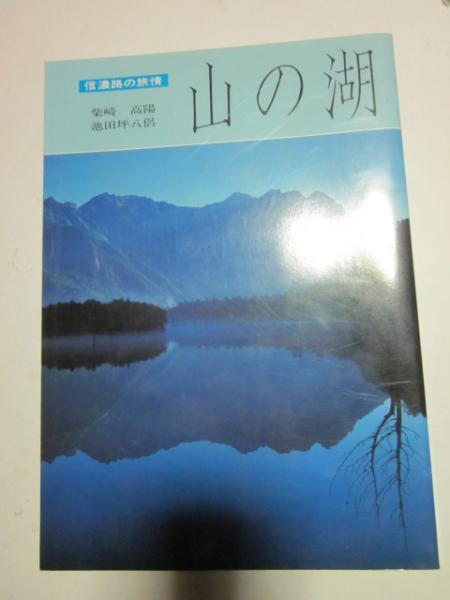 信濃路の旅情
山の湖
柴崎 高陽
池田坪八侶